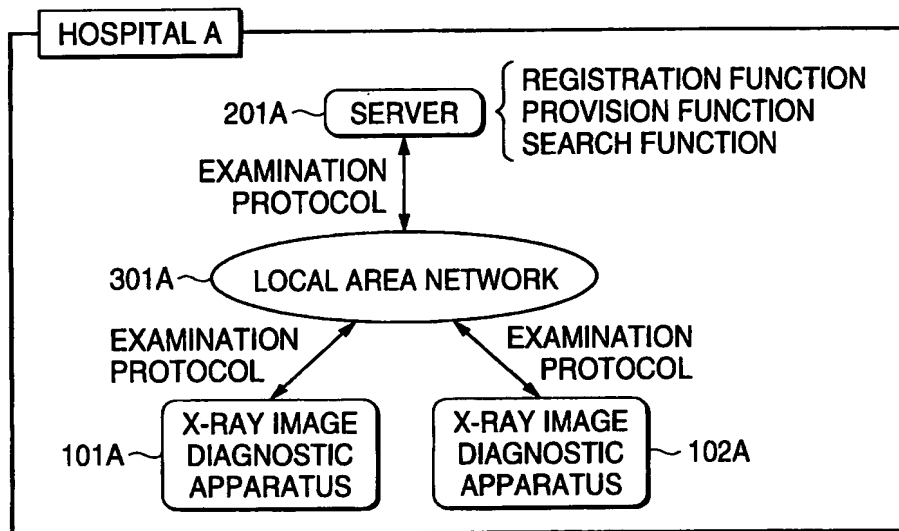 HOSPITAL A
201A
SERVER
REGISTRATION FUNCTION
PROVISION FUNCTION
SEARCH FUNCTION
EXAMINATION
PROTOCOL
301A
LOCAL AREA NETWORK
EXAMINATION
PROTOCOL
EXAMINATION
PROTOCOL
101A
X-RAY IMAGE
DIAGNOSTIC
APPARATUS
X-RAY IMAGE
DIAGNOSTIC
APPARATUS
102A